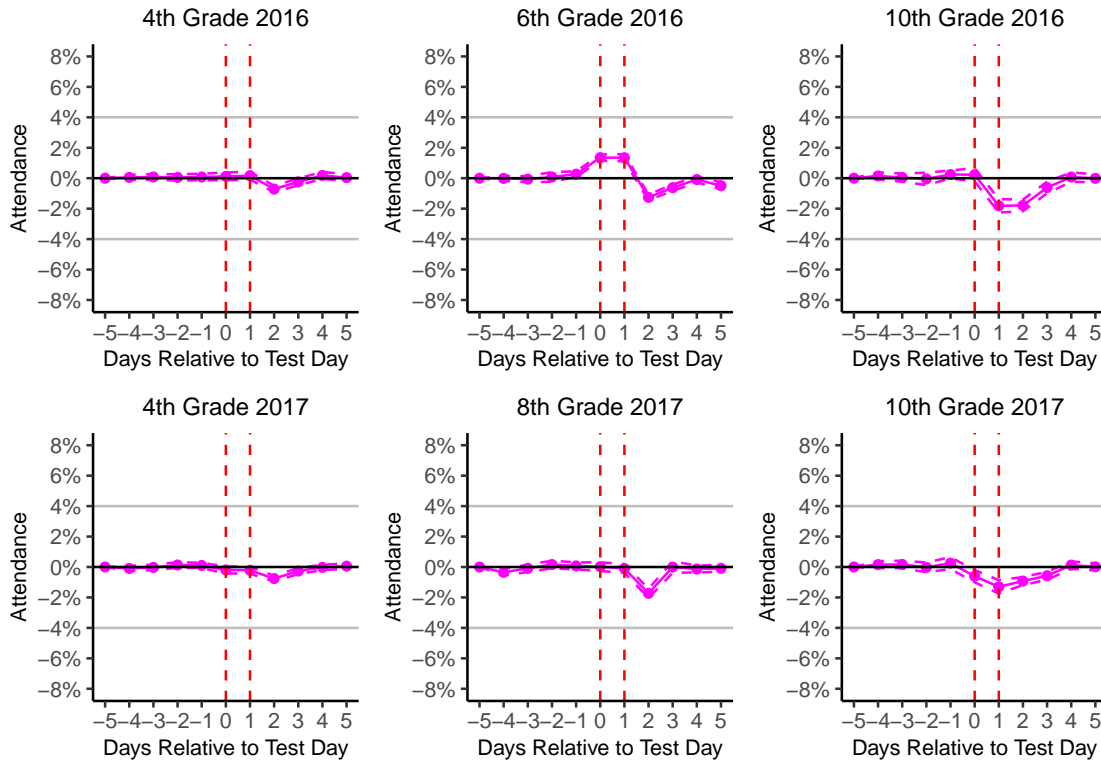 4th Grade 2016
8%
6%
4%
2%
0%
−2%
−4%
−6%
−8%
Attendance
−5 −4 −3 −2 −1 0 1 2 3 4 5
Days Relative to Test Day
6th Grade 2016
8%
6%
4%
2%
0%
−2%
−4%
−6%
−8%
Attendance
−5 −4 −3 −2 −1 0 1 2 3 4 5
Days Relative to Test Day
10th Grade 2016
8%
6%
4%
2%
0%
−2%
−4%
−6%
−8%
Attendance
−5 −4 −3 −2 −1 0 1 2 3 4 5
Days Relative to Test Day
4th Grade 2017
8%
6%
4%
2%
0%
−2%
−4%
−6%
−8%
Attendance
−5 −4 −3 −2 −1 0 1 2 3 4 5
Days Relative to Test Day
8th Grade 2017
8%
6%
4%
2%
0%
−2%
−4%
−6%
−8%
Attendance
−5 −4 −3 −2 −1 0 1 2 3 4 5
Days Relative to Test Day
10th Grade 2017
8%
6%
4%
2%
0%
−2%
−4%
−6%
−8%
Attendance
−5 −4 −3 −2 −1 0 1 2 3 4 5
Days Relative to Test Day